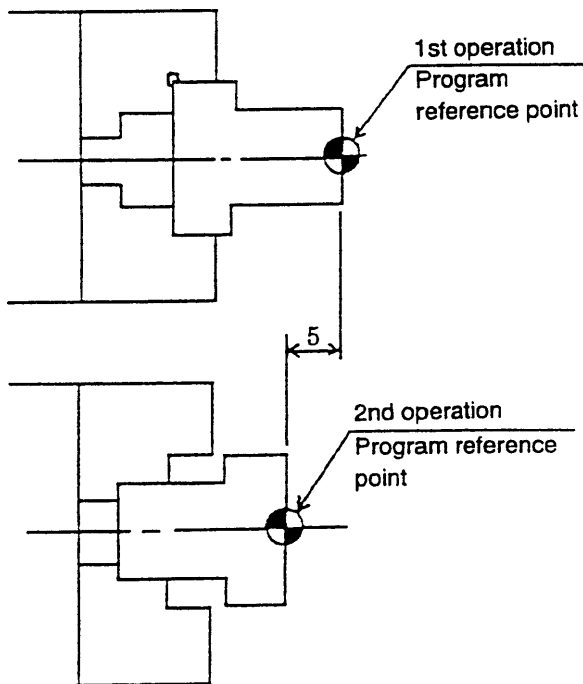 1st operation
Program
reference point
5
2nd operation
Program reference
point